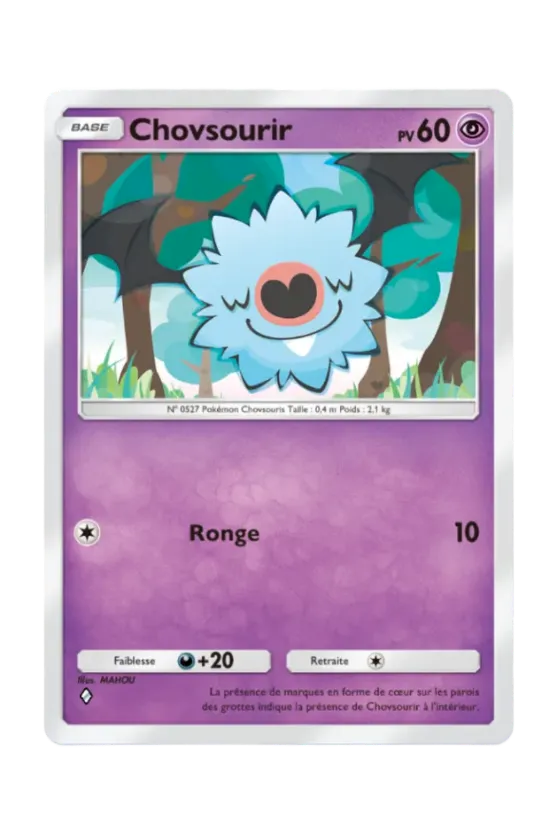 BASE Chovsourir PV 60
N° 0527 Pokémon Chovsouris Taille : 0,4 m Poids : 2,1 kg
Ronge 10
Faiblesse +20 Retraite
Illus. MAHOU
La présence de marques en forme de cœur sur les parois
des grottes indique la présence de Chovsourir à l'intérieur.